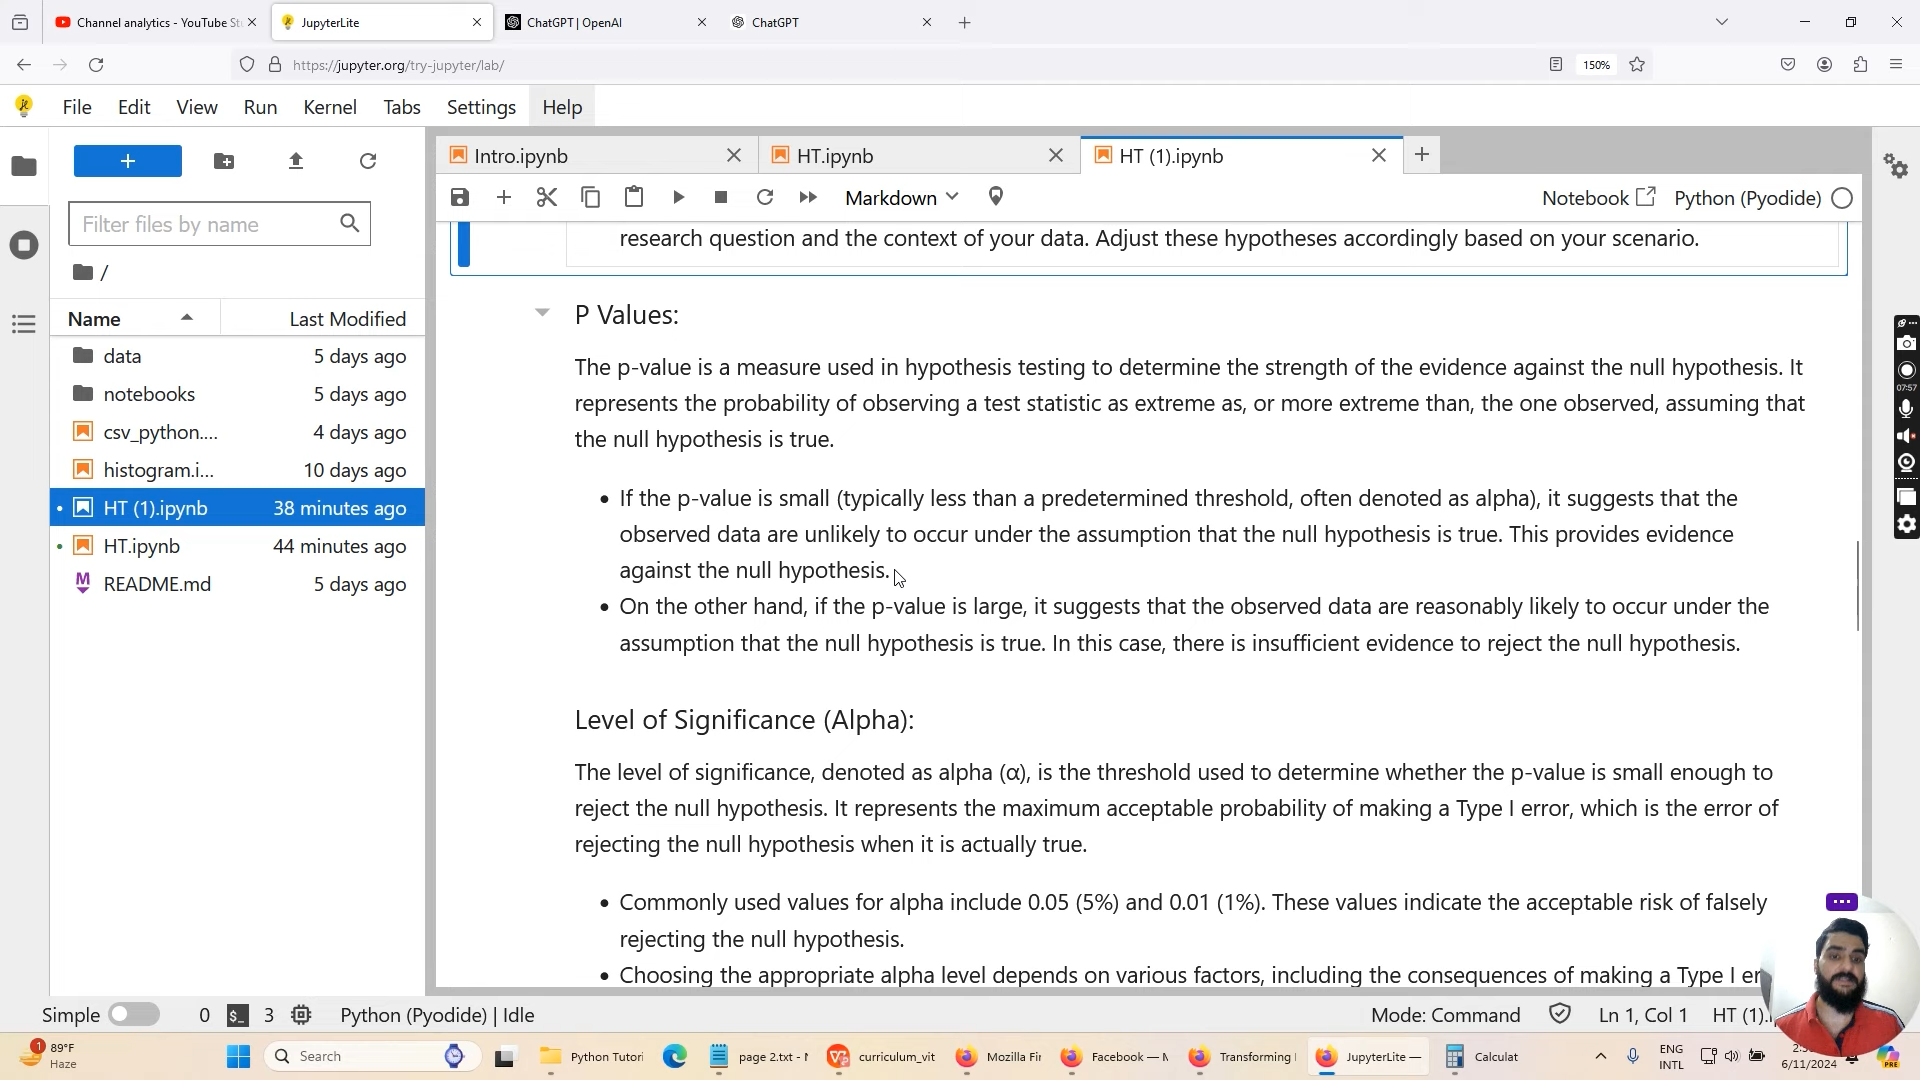 Channel analytics - YouTube St
JupyterLite
ChatGPT | OpenAI
ChatGPT
https://jupyter.org/try-jupyter/lab/
150%
File Edit View Run Kernel Tabs Settings Help
Intro.ipynb
HT.ipynb
HT (1).ipynb
Filter files by name
Markdown
Notebook
Python (Pyodide)
/
Name
Last Modified
data 5 days ago
notebooks 5 days ago
csv_python.... 4 days ago
histogram.i... 10 days ago
HT (1).ipynb 38 minutes ago
HT.ipynb 44 minutes ago
README.md 5 days ago
research question and the context of your data. Adjust these hypotheses accordingly based on your scenario.
P Values:
The p-value is a measure used in hypothesis testing to determine the strength of the evidence against the null hypothesis. It
represents the probability of observing a test statistic as extreme as, or more extreme than, the one observed, assuming that
the null hypothesis is true.
• If the p-value is small (typically less than a predetermined threshold, often denoted as alpha), it suggests that the
observed data are unlikely to occur under the assumption that the null hypothesis is true. This provides evidence
against the null hypothesis.
• On the other hand, if the p-value is large, it suggests that the observed data are reasonably likely to occur under the
assumption that the null hypothesis is true. In this case, there is insufficient evidence to reject the null hypothesis.
Level of Significance (Alpha):
The level of significance, denoted as alpha (α), is the threshold used to determine whether the p-value is small enough to
reject the null hypothesis. It represents the maximum acceptable probability of making a Type I error, which is the error of
rejecting the null hypothesis when it is actually true.
• Commonly used values for alpha include 0.05 (5%) and 0.01 (1%). These values indicate the acceptable risk of falsely
rejecting the null hypothesis.
• Choosing the appropriate alpha level depends on various factors, including the consequences of making a Type I er
07:57
Simple
0
3
Python (Pyodide) | Idle
Mode: Command
Ln 1, Col 1
HT (1).i
1
89°F
Haze
Search
Python Tutori
page 2.txt - N
curriculum_vit
Mozilla Fir
Facebook — M
Transforming
JupyterLite —
Calculat
ENG
INTL
6/11/2024